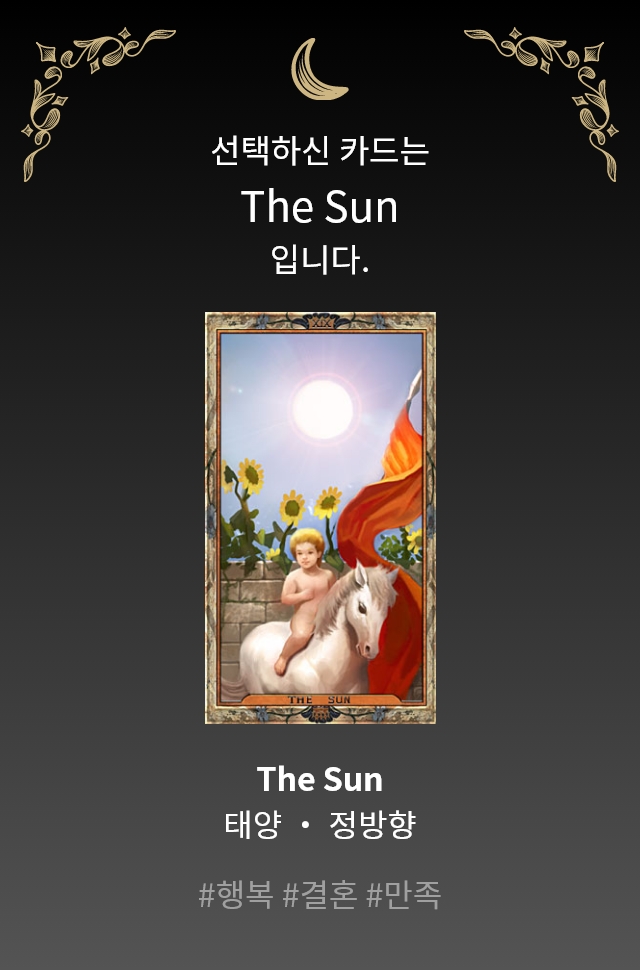 선택하신 카드는
The Sun
입니다.
XIX
THE SUN
The Sun
태양 · 정방향
#행복 #결혼 #만족